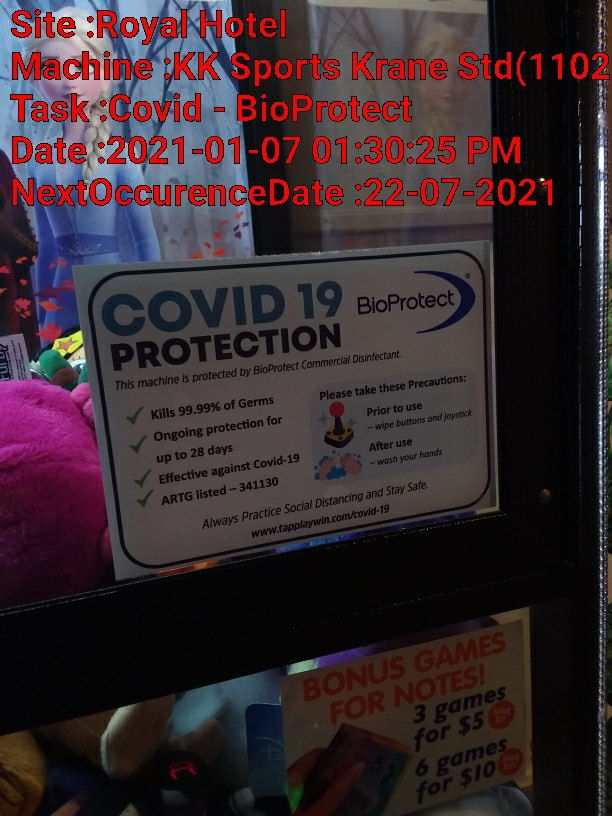 Site :Royal Hotel
Machine :KK Sports Krane Std(1102
Task :Covid - BioProtect
Date :2021-01-07 01:30:25 PM
NextOccurenceDate :22-07-2021
COVID 19
PROTECTION
BioProtect®
This machine is protected by BioProtect Commercial Disinfectant.
Kills 99.99% of Germs
Ongoing protection for
up to 28 days
Effective against Covid-19
ARTG listed – 341130
Please take these Precautions:
Prior to use
– wipe buttons and joystick
After use
– wash your hands
Always Practice Social Distancing and Stay Safe.
www.tapplaywin.com/covid-19
BONUS GAMES
FOR NOTES!
3 games
for $5
6 games
for $10